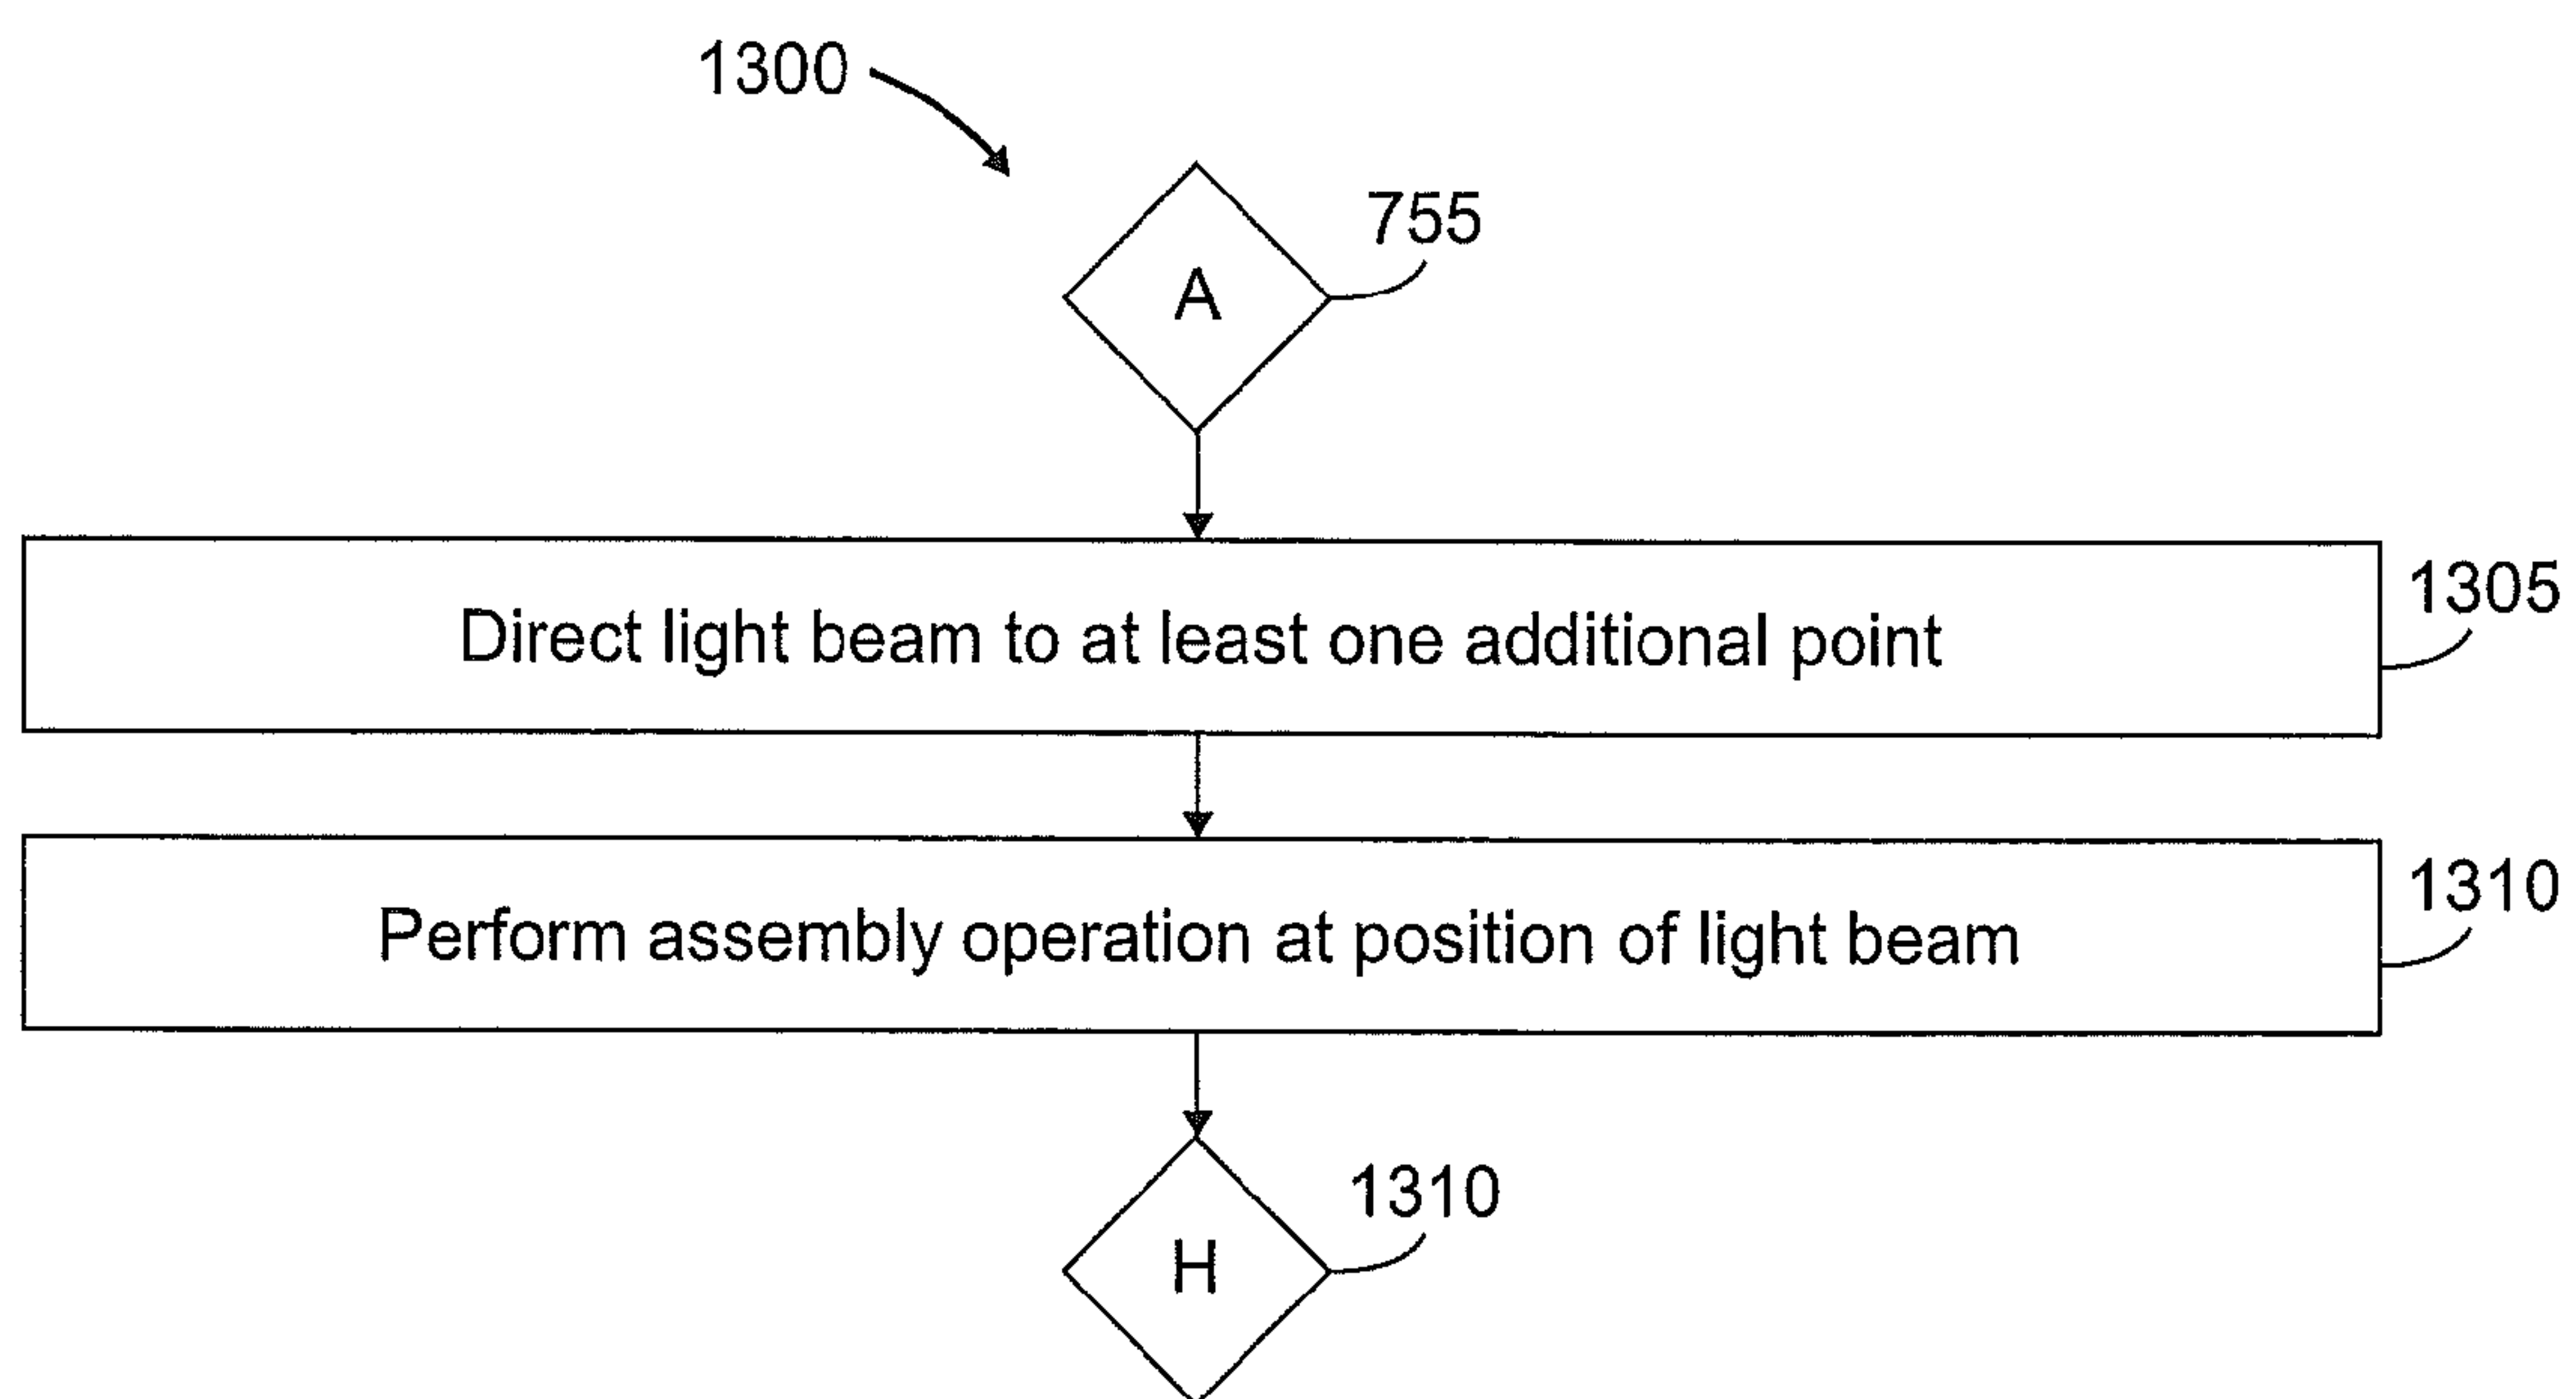 1300
755
A
1305
Direct light beam to at least one additional point
1310
Perform assembly operation at position of light beam
1310
H